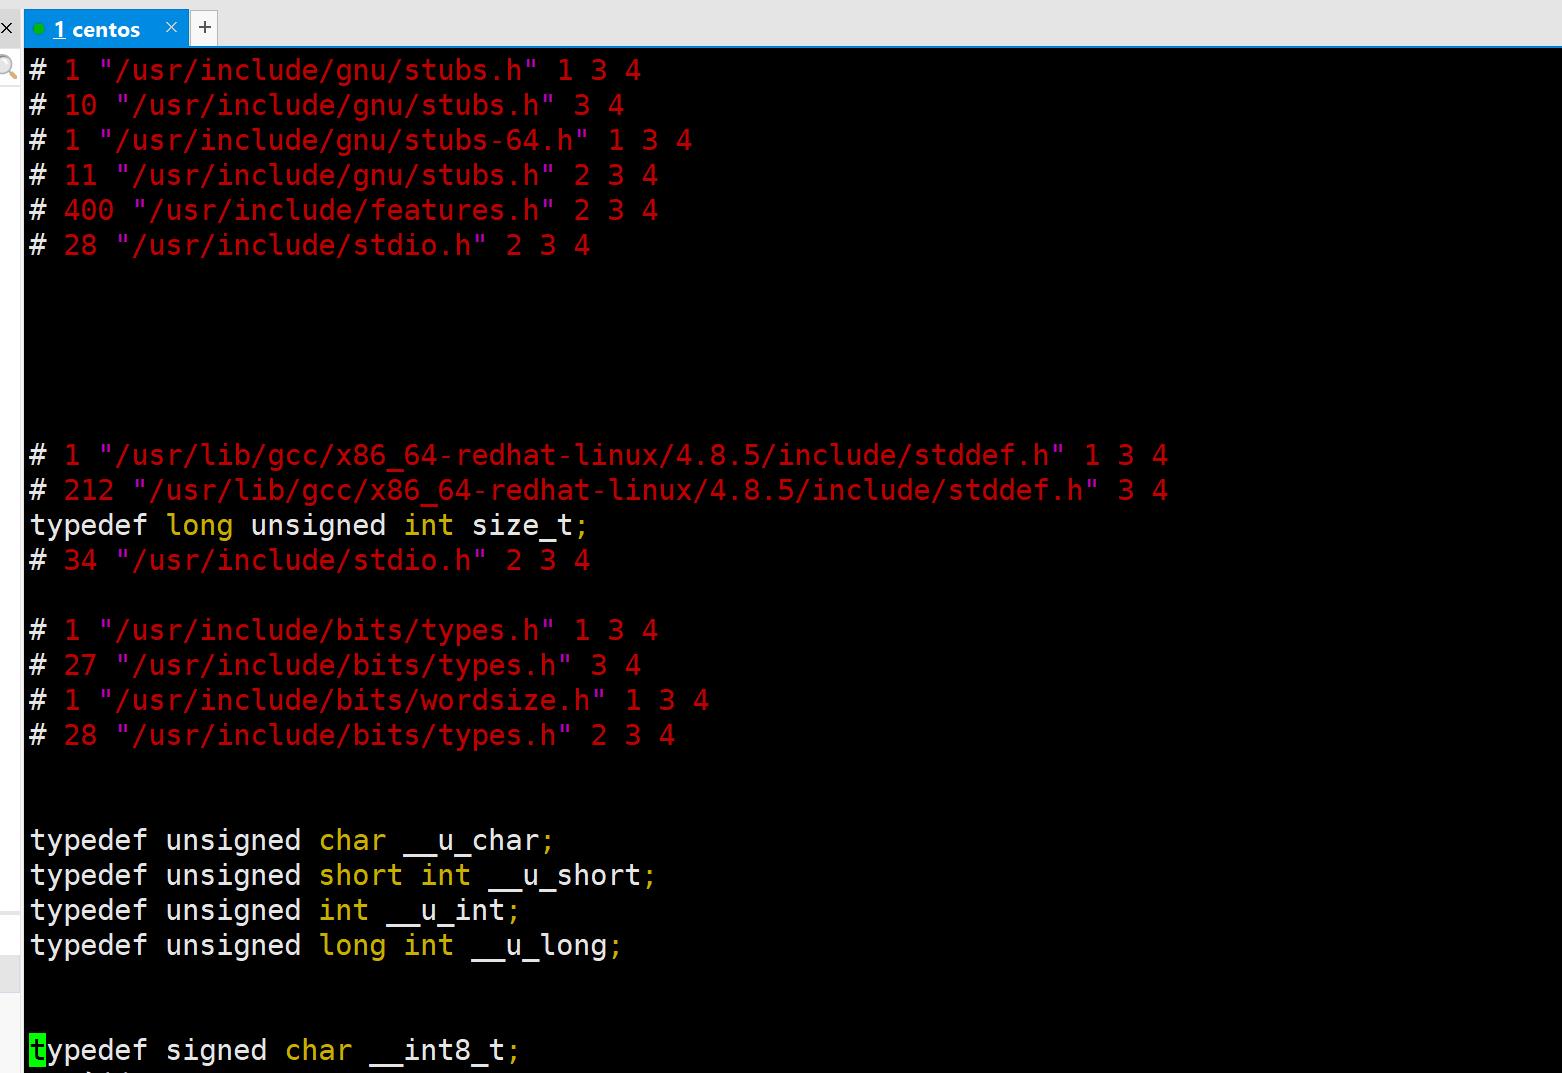 1 centos
# 1 "/usr/include/gnu/stubs.h" 1 3 4
# 10 "/usr/include/gnu/stubs.h" 3 4
# 1 "/usr/include/gnu/stubs-64.h" 1 3 4
# 11 "/usr/include/gnu/stubs.h" 2 3 4
# 400 "/usr/include/features.h" 2 3 4
# 28 "/usr/include/stdio.h" 2 3 4
# 1 "/usr/lib/gcc/x86_64-redhat-linux/4.8.5/include/stddef.h" 1 3 4
# 212 "/usr/lib/gcc/x86_64-redhat-linux/4.8.5/include/stddef.h" 3 4
typedef long unsigned int size_t;
# 34 "/usr/include/stdio.h" 2 3 4
# 1 "/usr/include/bits/types.h" 1 3 4
# 27 "/usr/include/bits/types.h" 3 4
# 1 "/usr/include/bits/wordsize.h" 1 3 4
# 28 "/usr/include/bits/types.h" 2 3 4
typedef unsigned char __u_char;
typedef unsigned short int __u_short;
typedef unsigned int __u_int;
typedef unsigned long int __u_long;
typedef signed char __int8_t;